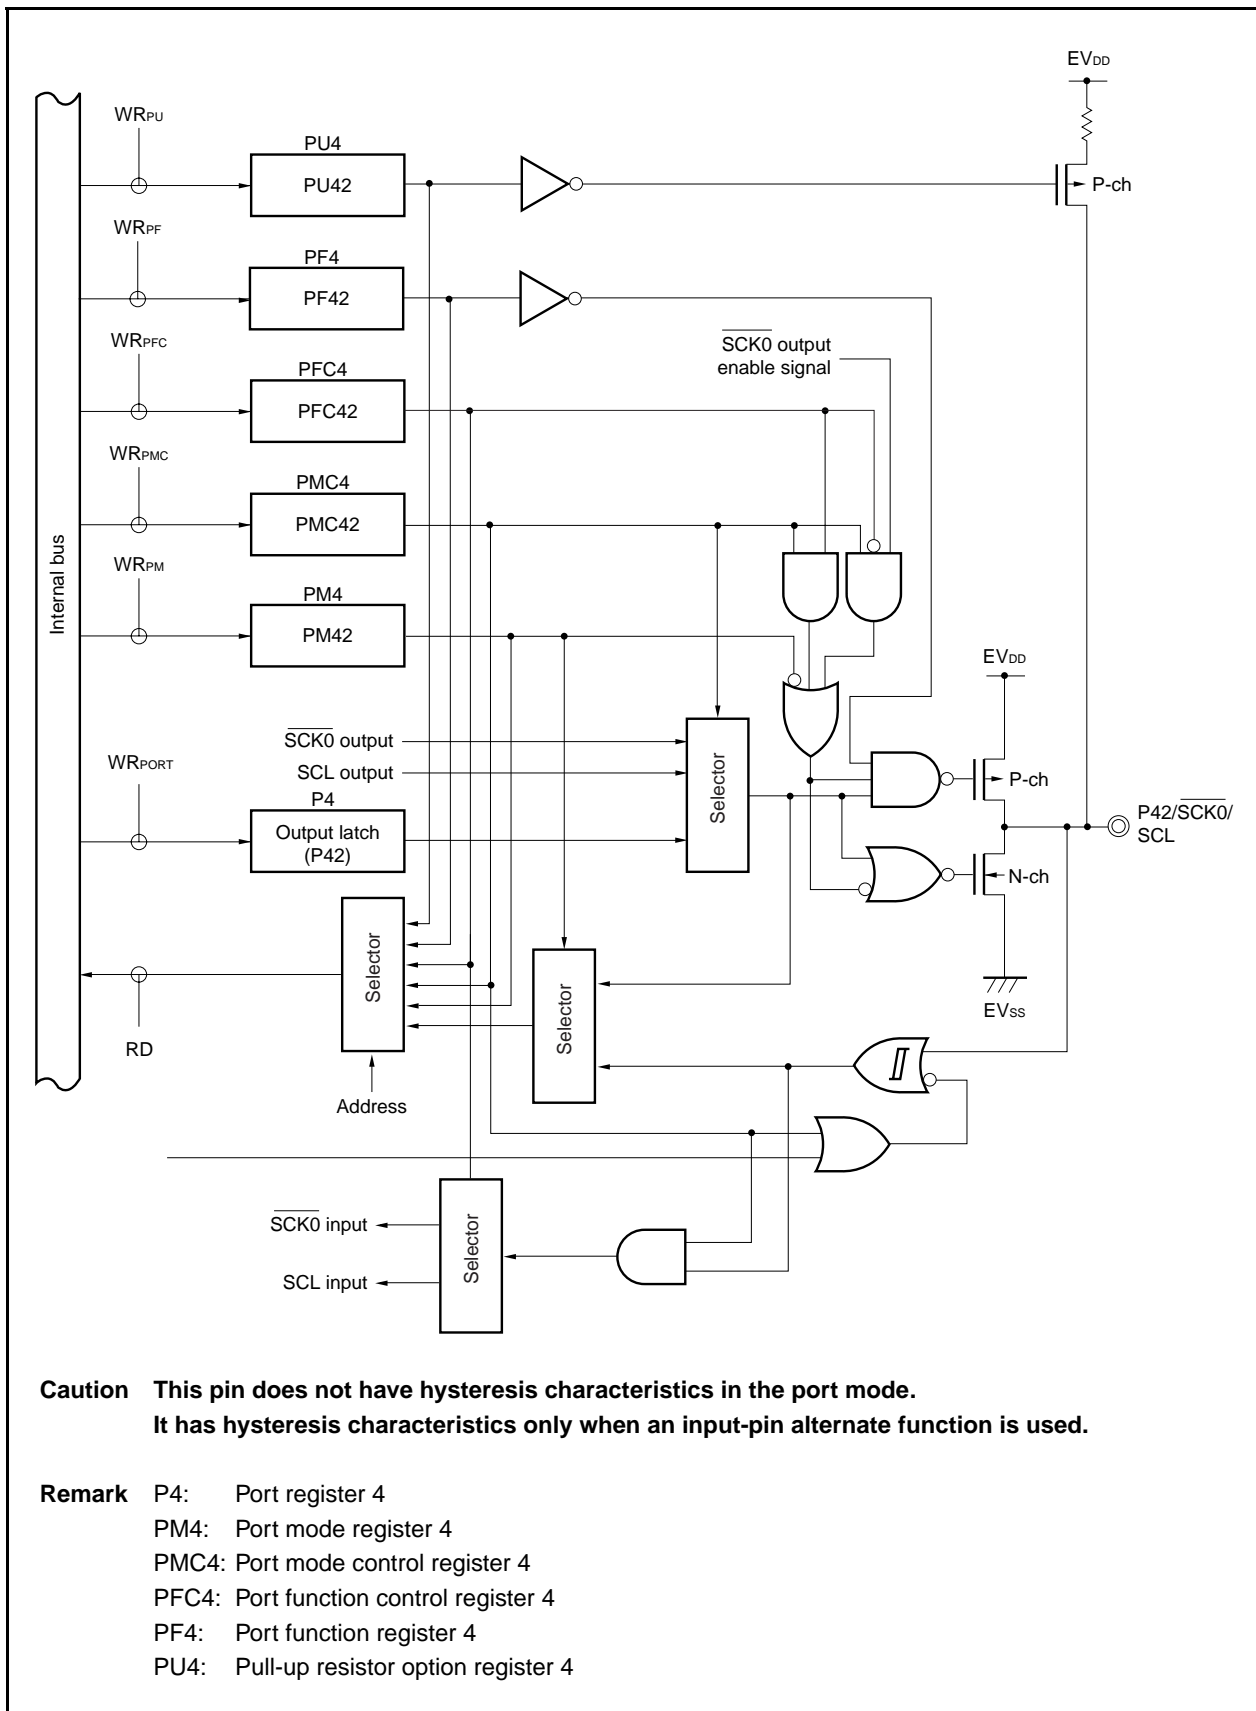 EVDD
WRPU
PU4
PU42
P-ch
WRPF
PF4
PF42
SCK0 output
enable signal
WRPFC
PFC4
PFC42
WRPMC
PMC4
PMC42
Internal bus
WRPM
PM4
PM42
EVDD
SCK0 output
SCL output
WRPORT
P4
Output latch
(P42)
Selector
P-ch
P42/SCK0/
SCL
N-ch
Selector
Selector
EVSS
RD
Address
SCK0 input
SCL input
Selector
Caution This pin does not have hysteresis characteristics in the port mode.
It has hysteresis characteristics only when an input-pin alternate function is used.
Remark P4: Port register 4
PM4: Port mode register 4
PMC4: Port mode control register 4
PFC4: Port function control register 4
PF4: Port function register 4
PU4: Pull-up resistor option register 4